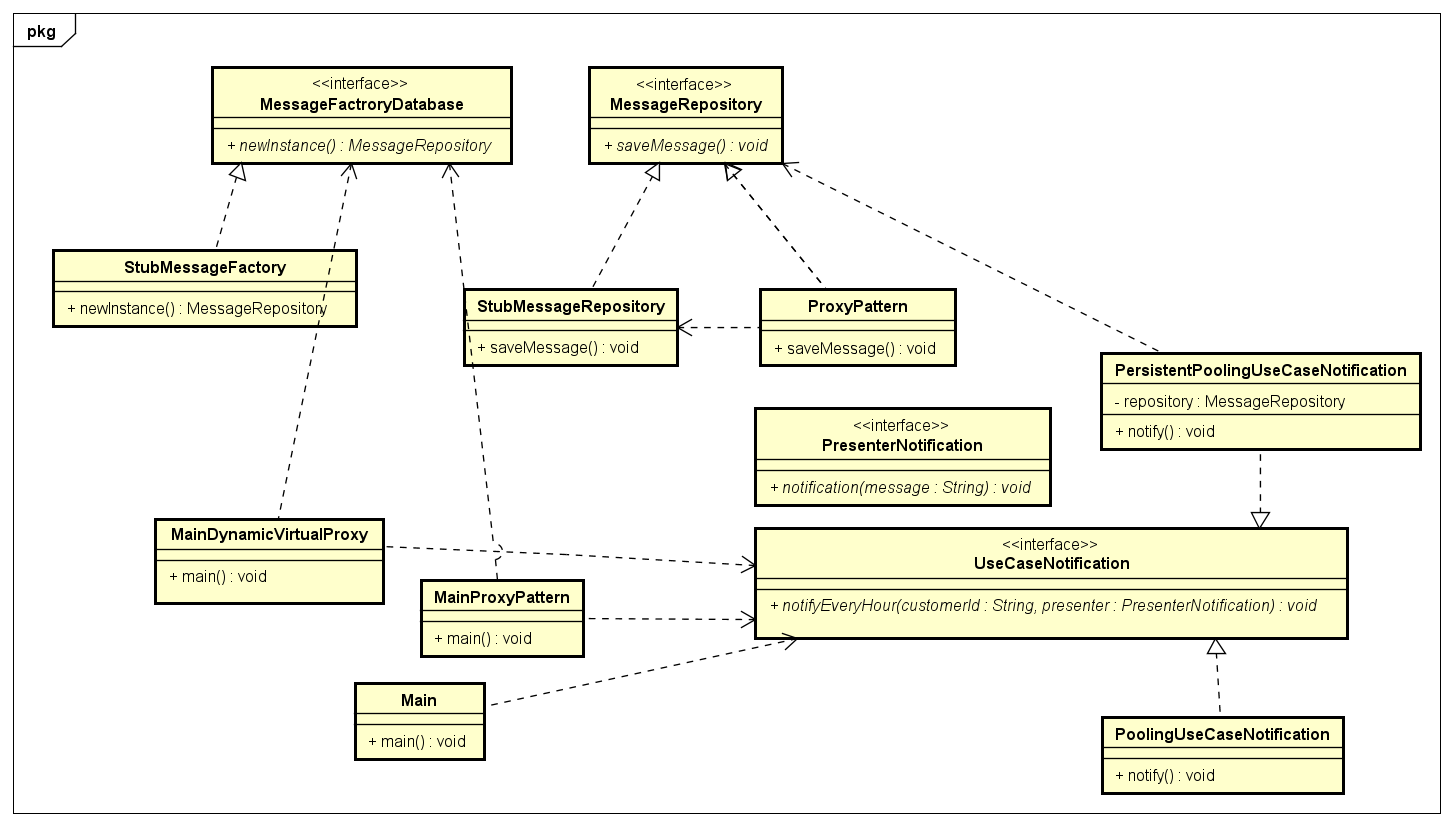 pkg
<<interface>>
MessageFactroryDatabase
+ newInstance() : MessageRepository
<<interface>>
MessageRepository
+ saveMessage() : void
StubMessageFactory
+ newInstance() : MessageRepository
StubMessageRepository
+ saveMessage() : void
ProxyPattern
+ saveMessage() : void
PersistentPoolingUseCaseNotification
- repository : MessageRepository
+ notify() : void
<<interface>>
PresenterNotification
+ notification(message : String) : void
MainDynamicVirtualProxy
+ main() : void
<<interface>>
UseCaseNotification
+ notifyEveryHour(customerId : String, presenter : PresenterNotification) : void
MainProxyPattern
+ main() : void
Main
+ main() : void
PoolingUseCaseNotification
+ notify() : void